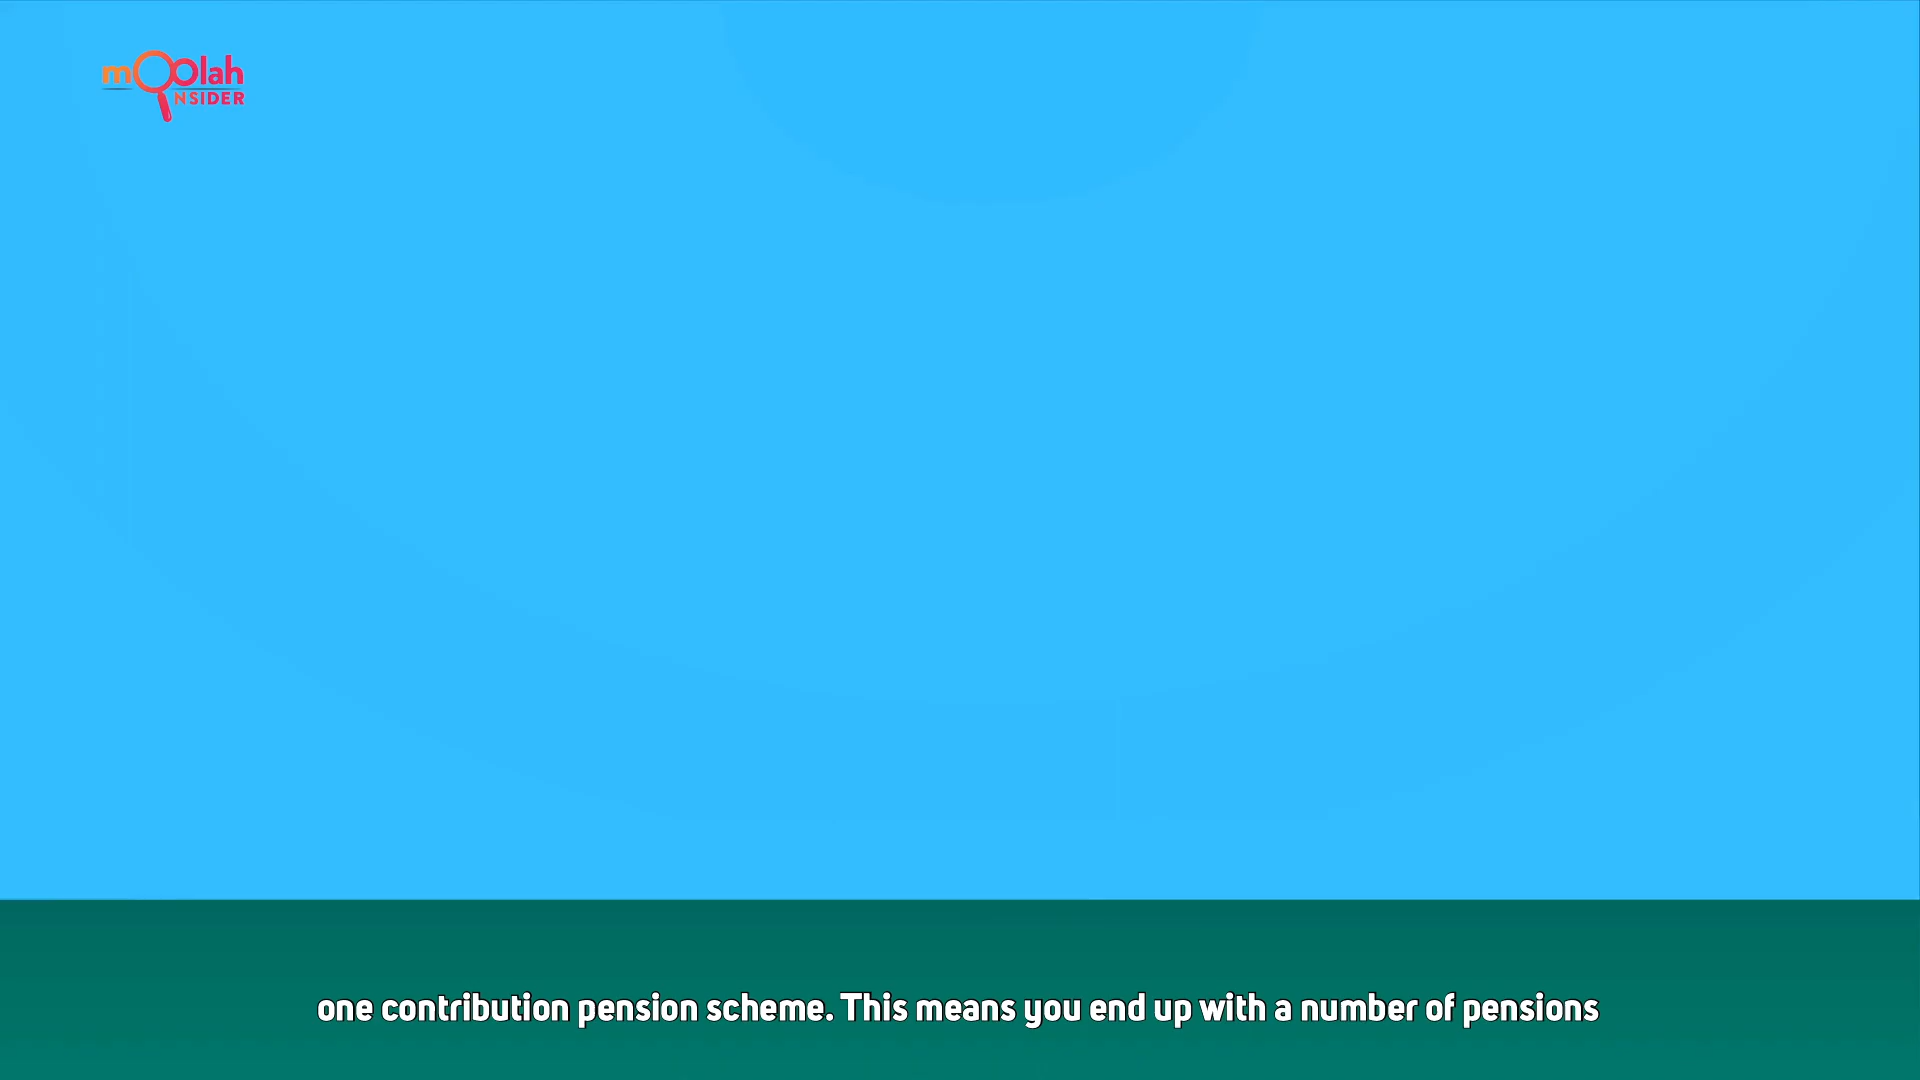 moolah
NSIDER
one contribution pension scheme. This means you end up with a number of pensions